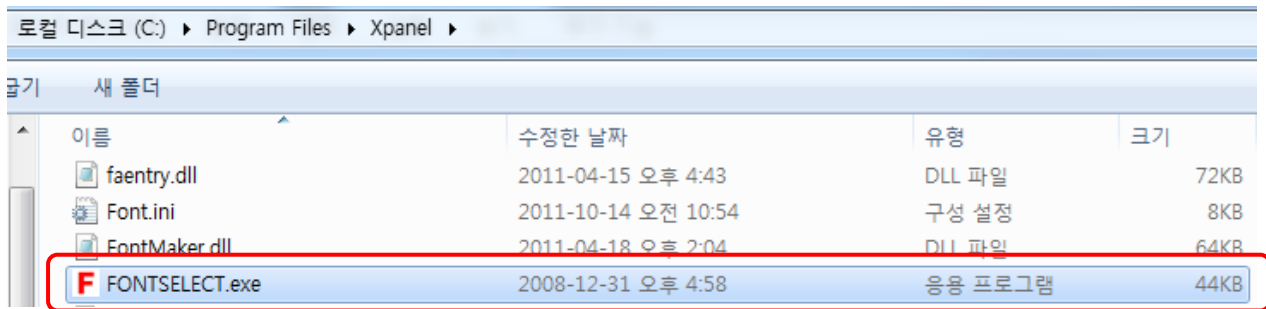 로컬 디스크 (C:) ▸ Program Files ▸ Xpanel ▸
굽기 새 폴더
이름 수정한 날짜 유형 크기
faentry.dll 2011-04-15 오후 4:43 DLL 파일 72KB
Font.ini 2011-10-14 오전 10:54 구성 설정 8KB
FontMaker.dll 2011-04-18 오후 2:04 DLL 파일 64KB
F FONTSELECT.exe 2008-12-31 오후 4:58 응용 프로그램 44KB